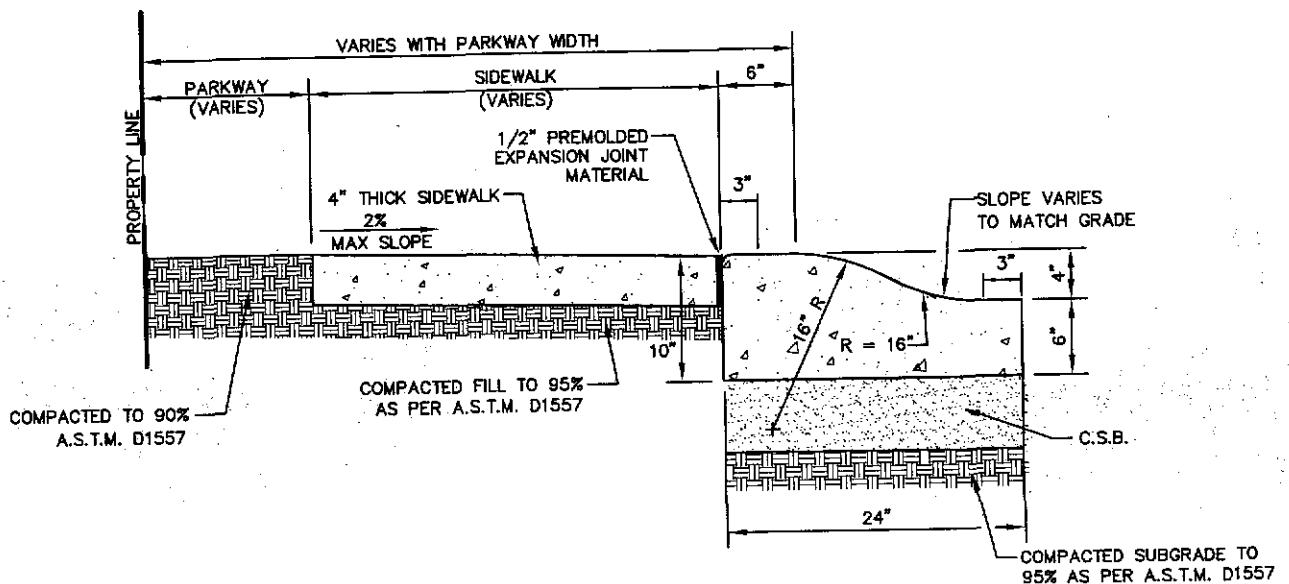 VARIES WITH PARKWAY WIDTH
PARKWAY
(VARIES)
SIDEWALK
(VARIES)
6"
PROPERTY LINE
1/2" PREMOLDED
EXPANSION JOINT
MATERIAL
3"
4" THICK SIDEWALK
2%
MAX SLOPE
SLOPE VARIES
TO MATCH GRADE
3"
4"
16" R
R = 16"
6"
10"
COMPACTED FILL TO 95%
AS PER A.S.T.M. D1557
COMPACTED TO 90%
A.S.T.M. D1557
C.S.B.
24"
COMPACTED SUBGRADE TO
95% AS PER A.S.T.M. D1557